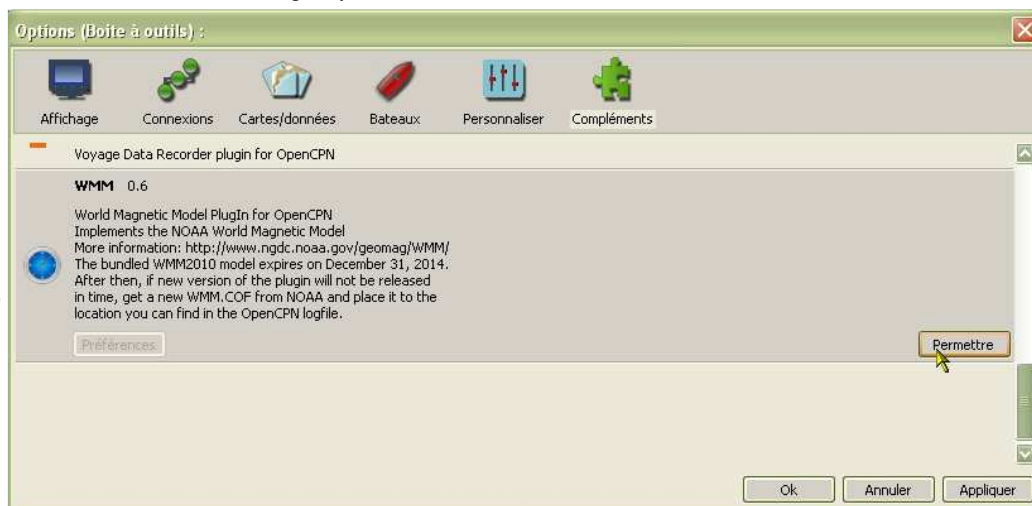 Options (Boite à outils) :
Affichage Connexions Cartes/données Bateaux Personnaliser Compléments
Voyage Data Recorder plugin for OpenCPN
WMM 0.6
World Magnetic Model PlugIn for OpenCPN
Implements the NOAA World Magnetic Model
More information: http://www.ngdc.noaa.gov/geomag/WMM/
The bundled WMM2010 model expires on December 31, 2014.
After then, if new version of the plugin will not be released
in time, get a new WMM.COF from NOAA and place it to the
location you can find in the OpenCPN logfile.
Préférences Permettre
Ok Annuler Appliquer